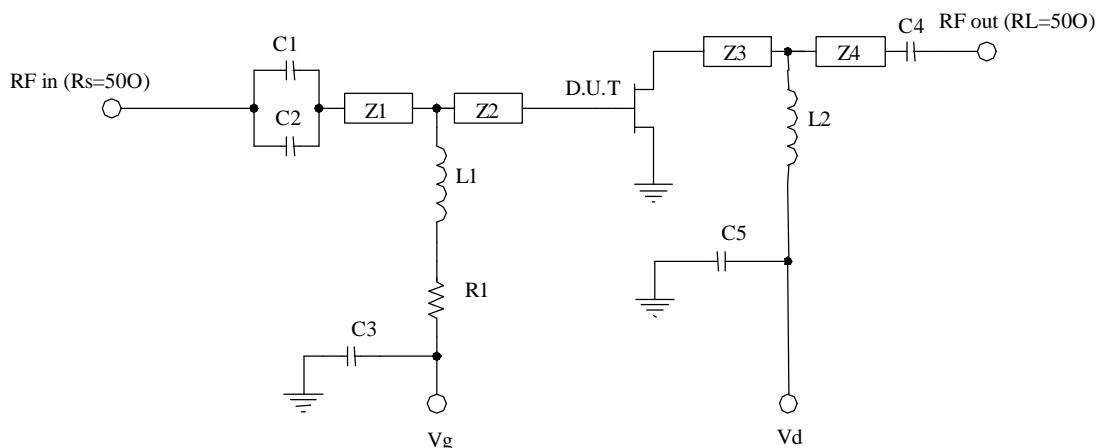 C1
C4
RF out (RL=50O)
RF in (Rs=50O)
C2
Z1
Z2
D.U.T
Z3
Z4
L2
L1
C5
R1
C3
Vg
Vd